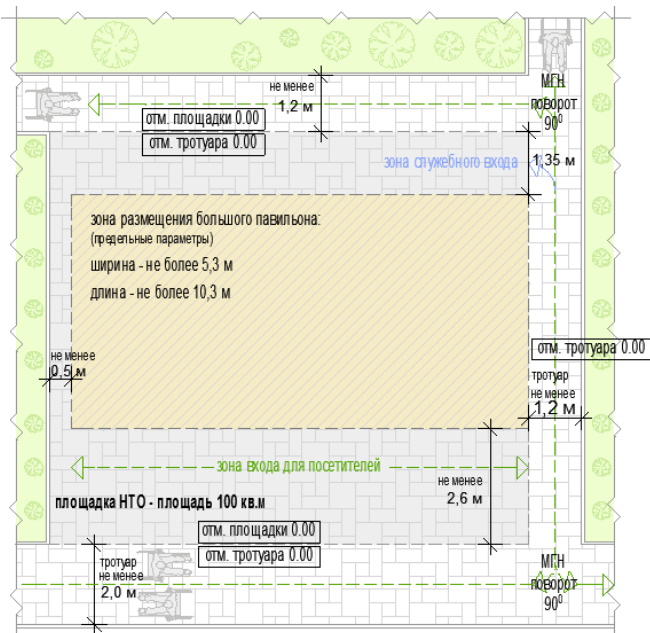 МГН
поворот
90⁰
не менее
1,2 м
отм. площадки 0.00
отм. тротуара 0.00
зона служебного входа
1,35 м
зона размещения большого павильона:
(предельные параметры)
ширина - не более 5,3 м
длина - не более 10,3 м
отм. тротуара 0.00
не менее
0,5 м
тротуар
не менее
1,2 м
зона входа для посетителей
не менее
2,6 м
площадка НТО - площадь 100 кв.м
отм. площадки 0.00
отм. тротуара 0.00
тротуар
не менее
2,0 м
МГН
поворот
90⁰